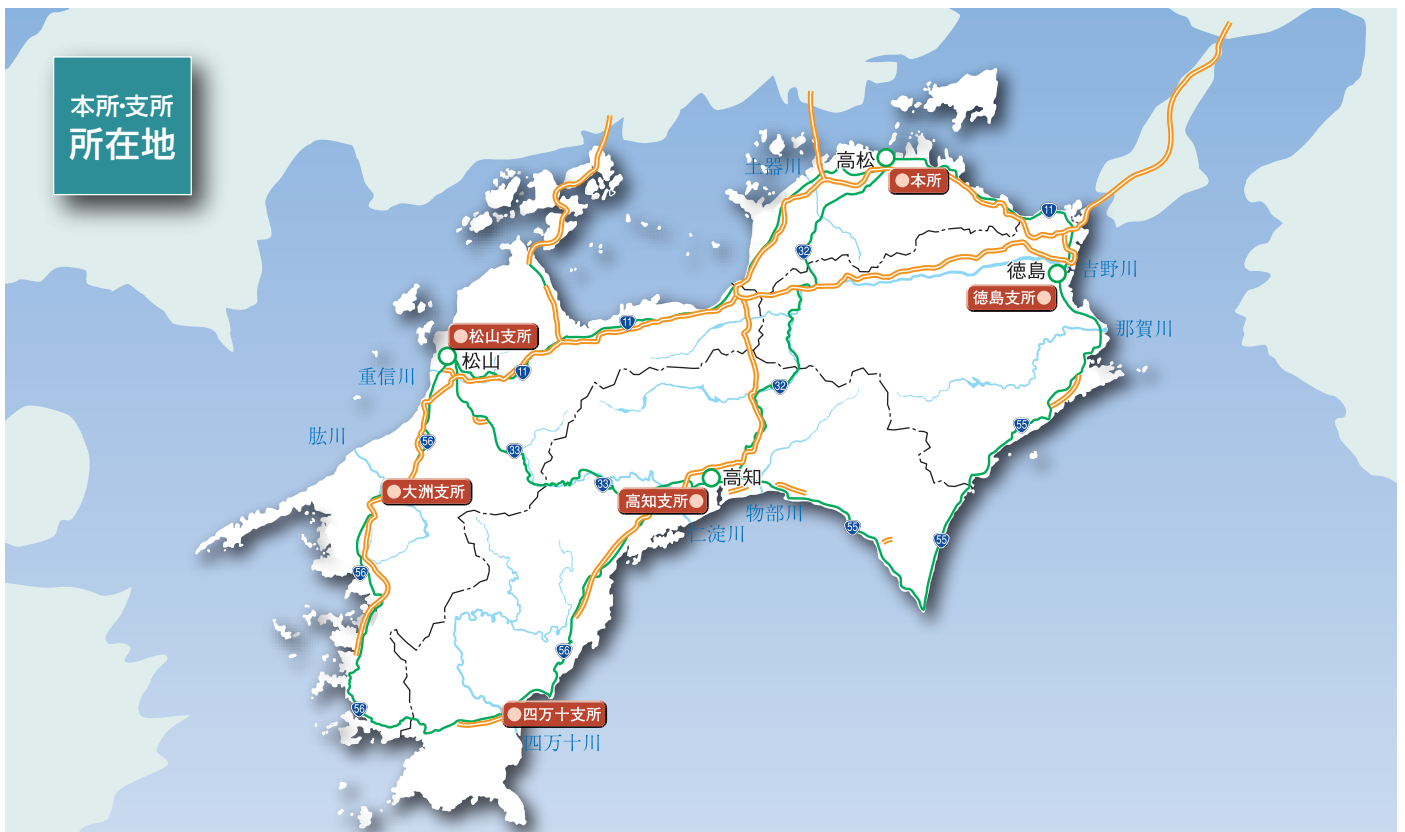 本所・支所
所在地
土器川
高松
本所
11
32
徳島
吉野川
徳島支所
那賀川
11
松山支所
松山
重信川
11
32
肱川
56
33
55
大洲支所
33
高知
高知支所
物部川
仁淀川
55
55
56
56
56
四万十支所
四万十川